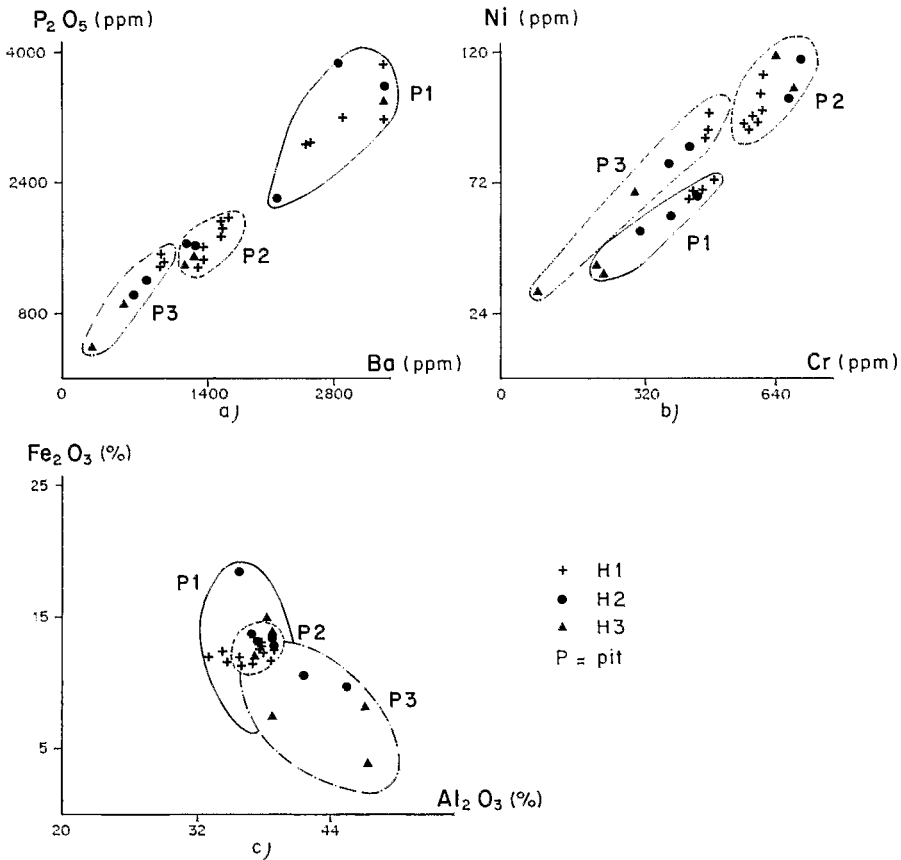 P2 O5 (ppm)
4000
2400
800
0
1400
2800
P1
P2
P3
Ba (ppm)
a)
Ni (ppm)
120
72
24
0
320
640
P3
P2
P1
Cr (ppm)
b)
Fe2 O3 (%)
25
15
5
20
32
44
P1
P2
P3
Al2 O3 (%)
c)
+ H1
● H2
▲ H3
P = pit